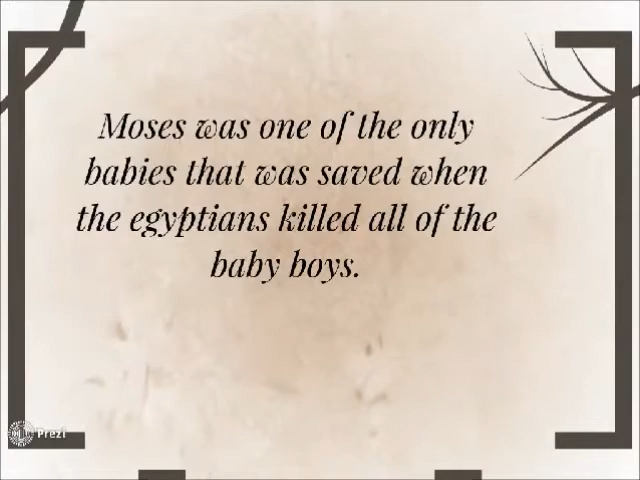 Moses was one of the only
babies that was saved when
the egyptians killed all of the
baby boys.
Prezi